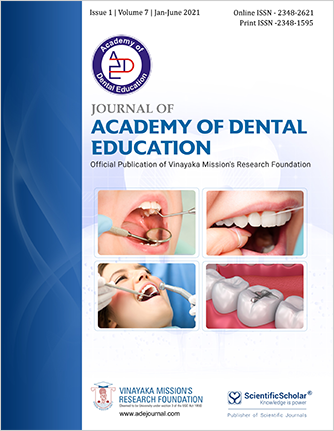 Issue 1 | Volume 7 | Jan-June 2021
Online ISSN - 2348-2621
Print ISSN -2348-1595
Academy of
Dental Education
JOURNAL OF
ACADEMY OF DENTAL
EDUCATION
Official Publication of Vinayaka Mission's Research Foundation
VINAYAKA MISSION'S
RESEARCH FOUNDATION
www.adejournal.com
ScientificScholar®
Knowledge is power
Publisher of Scientific Journals